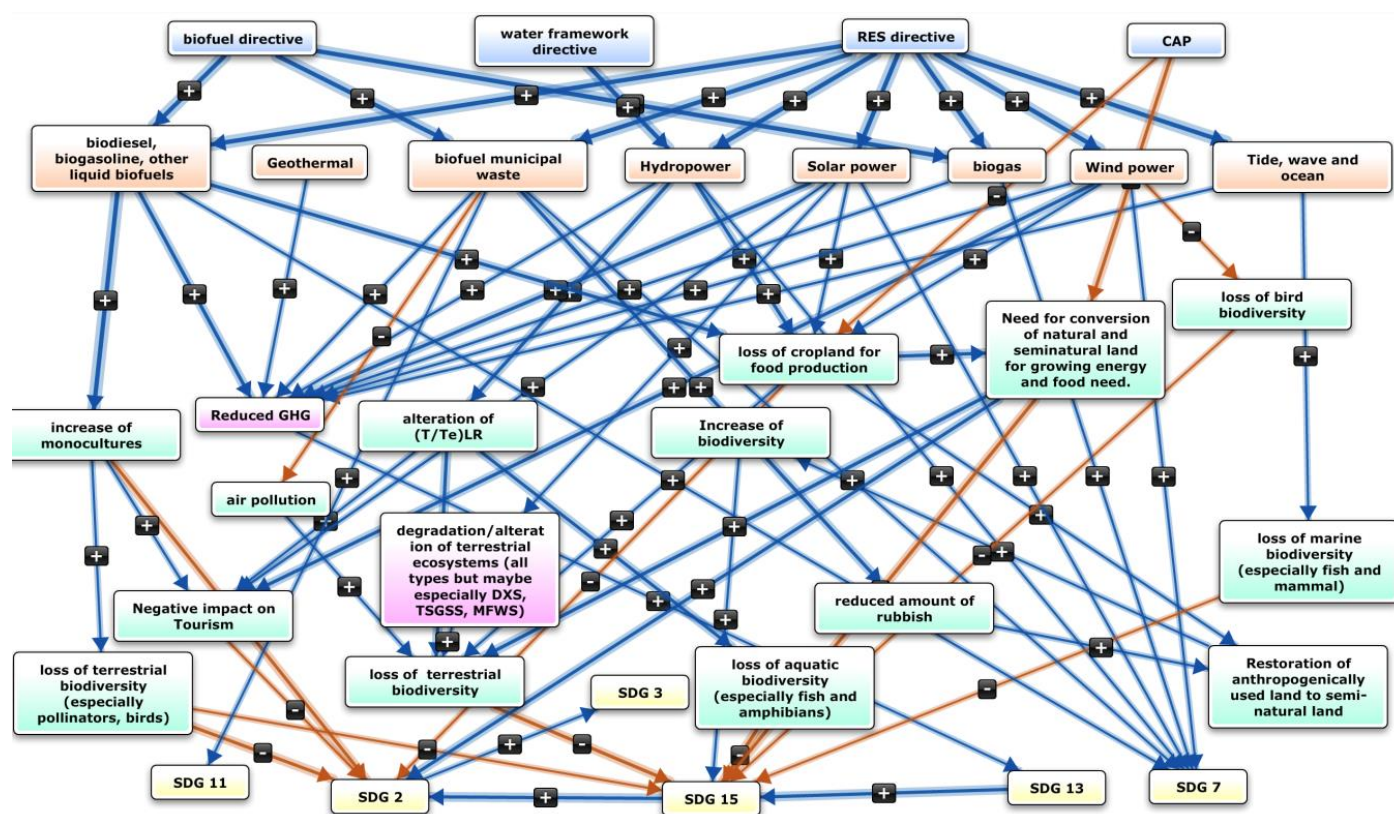 biofuel directive
water framework
directive
RES directive
CAP
biodiesel,
biogasoline, other
liquid biofuels
Geothermal
biofuel municipal
waste
Hydropower
Solar power
biogas
Wind power
Tide, wave and
ocean
loss of bird
biodiversity
Need for conversion
of natural and
seminatural land
for growing energy
and food need.
loss of cropland for
food production
Reduced GHG
alteration of
(T/Te)LR
Increase of
biodiversity
increase of
monocultures
air pollution
degradation/alterat
ion of terrestrial
ecosystems (all
types but maybe
especially DXS,
TSGSS, MFWS)
loss of marine
biodiversity
(especially fish and
mammal)
Negative impact on
Tourism
reduced amount of
rubbish
loss of terrestrial
biodiversity
(especially
pollinators, birds)
loss of  terrestrial
biodiversity
SDG 3
loss of aquatic
biodiversity
(especially fish and
amphibians)
Restoration of
anthropogenically
used land to semi-
natural land
SDG 11
SDG 2
SDG 15
SDG 13
SDG 7